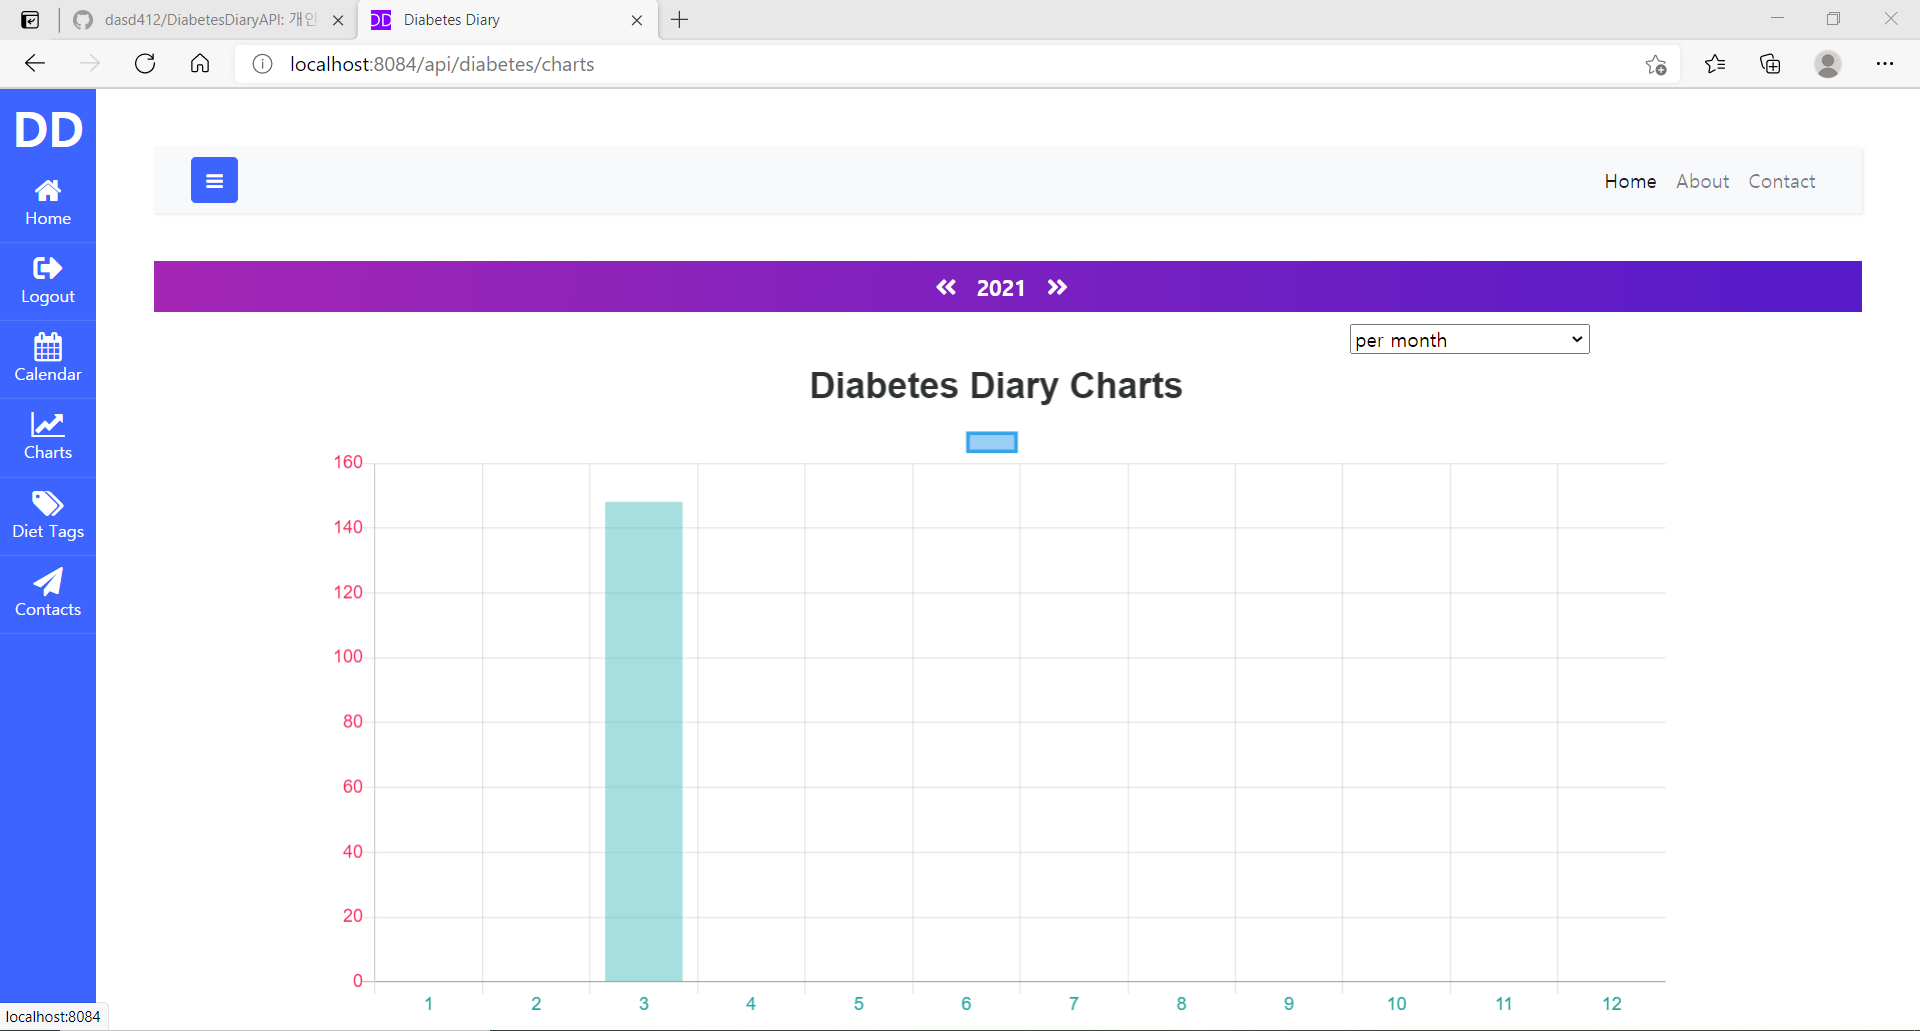 dasd412/DiabetesDiaryAPI: 개인
DD Diabetes Diary
localhost:8084/api/diabetes/charts
DD
Home
Logout
Calendar
Charts
Diet Tags
Contacts
Home About Contact
2021
per month
Diabetes Diary Charts
160
140
120
100
80
60
40
20
0
1 2 3 4 5 6 7 8 9 10 11 12
localhost:8084